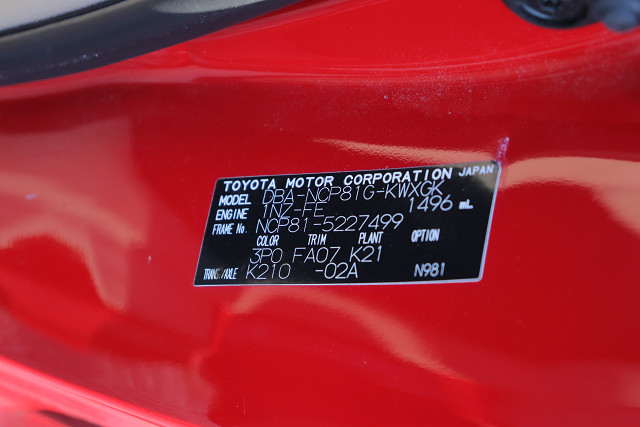 TOYOTA MOTOR CORPORATION JAPAN
MODEL DBA-NCP81G-KWXGK
ENGINE 1NZ-FE 1496 mL
FRAME No. NCP81-5227499
COLOR TRIM PLANT OPTION
3P0 FA07 K21
TRANS/AXLE K210 -02A N981